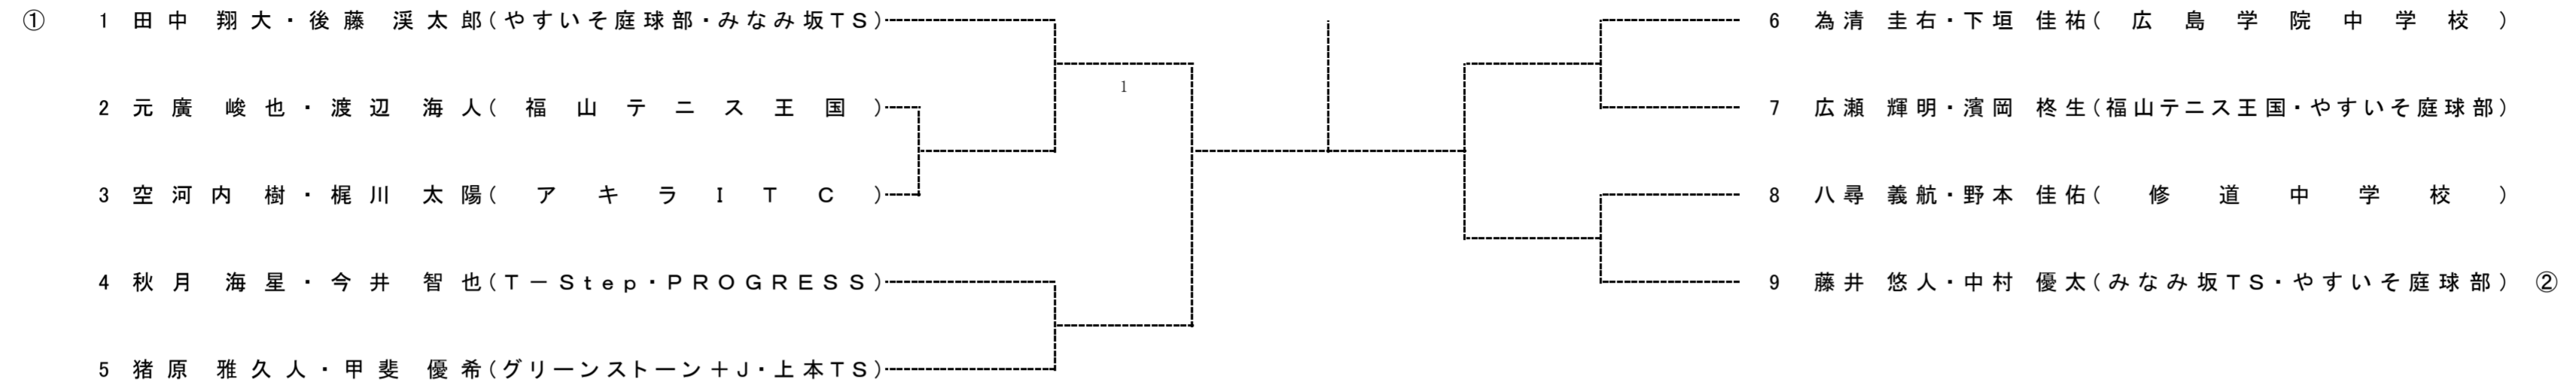 ① 1 田中 翔大・後藤 渓太郎(やすいそ庭球部・みなみ坂TS)
2 元廣 峻也・渡辺 海人(福山テニス王国)
3 空河内 樹・梶川 太陽(アキラITC)
4 秋月 海星・今井 智也(T－Step・PROGRESS)
5 猪原 雅久人・甲斐 優希(グリーンストーン＋J・上本TS)
1
6 為清 圭右・下垣 佳祐(広島学院中学校)
7 広瀬 輝明・濱岡 柊生(福山テニス王国・やすいそ庭球部)
8 八尋 義航・野本 佳佑(修道中学校)
9 藤井 悠人・中村 優太(みなみ坂TS・やすいそ庭球部) ②